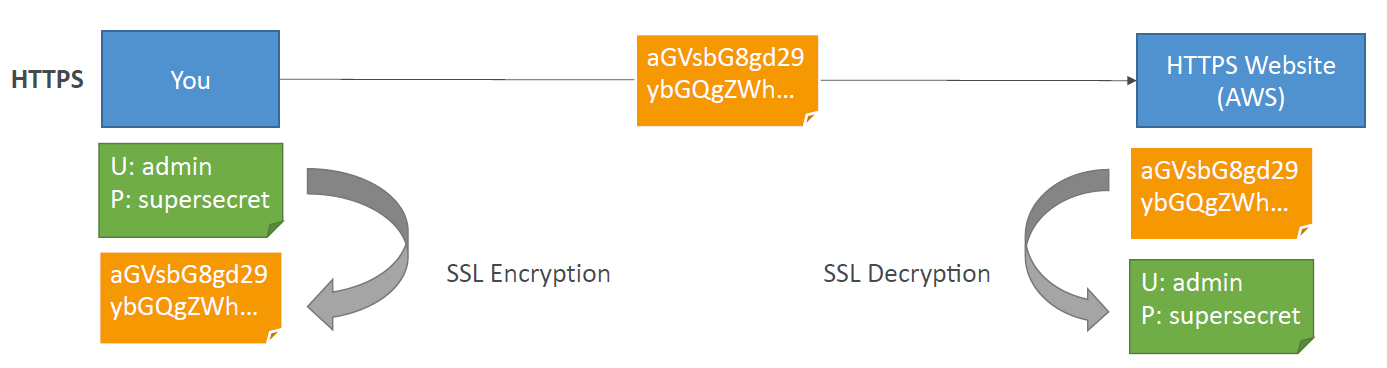 HTTPS
You
aGVsbG8gd29
ybGQgZWh...
HTTPS Website
(AWS)
U: admin
P: supersecret
aGVsbG8gd29
ybGQgZWh...
SSL Encryption
SSL Decryption
aGVsbG8gd29
ybGQgZWh...
U: admin
P: supersecret